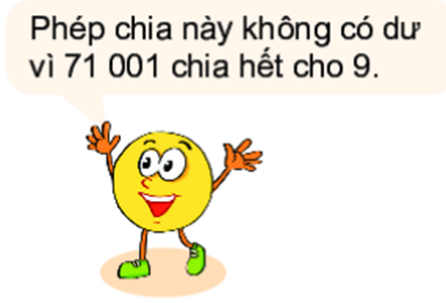 Phép chia này không có dư
vì 71 001 chia hết cho 9.